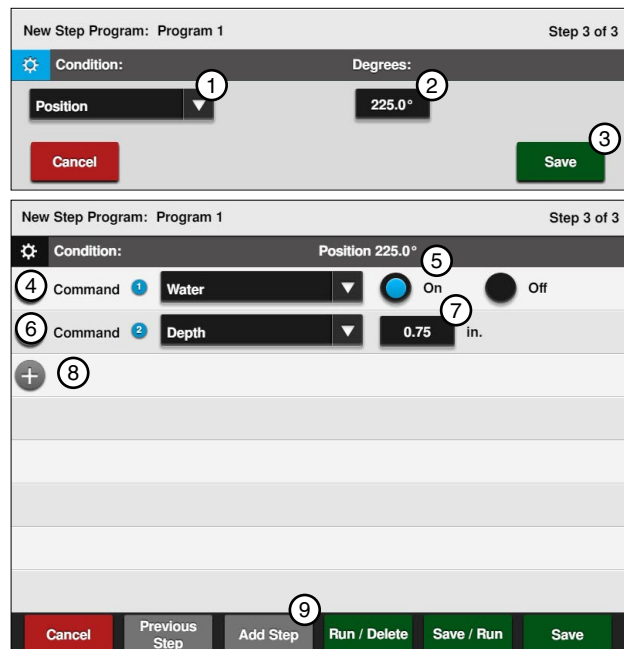 New Step Program: Program 1 Step 3 of 3
Condition: Degrees:
1 2
Position 225.0°
3
Cancel Save
New Step Program: Program 1 Step 3 of 3
Condition: Position 225.0°
5
4 Command 1 Water On Off
7
6 Command 2 Depth 0.75 in.
+ 8
9
Cancel Previous Step Add Step Run / Delete Save / Run Save